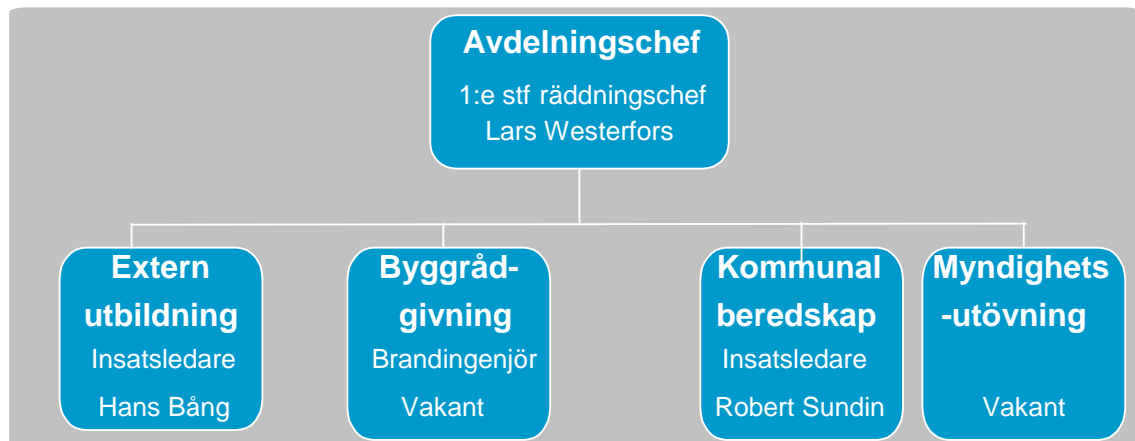 Avdelningschef
1:e stf räddningschef
Lars Westerfors
Extern
utbildning
Insatsledare
Hans Bång
Byggråd-
givning
Brandingenjör
Vakant
Kommunal
beredskap
Insatsledare
Robert Sundin
Myndighets
-utövning
Vakant